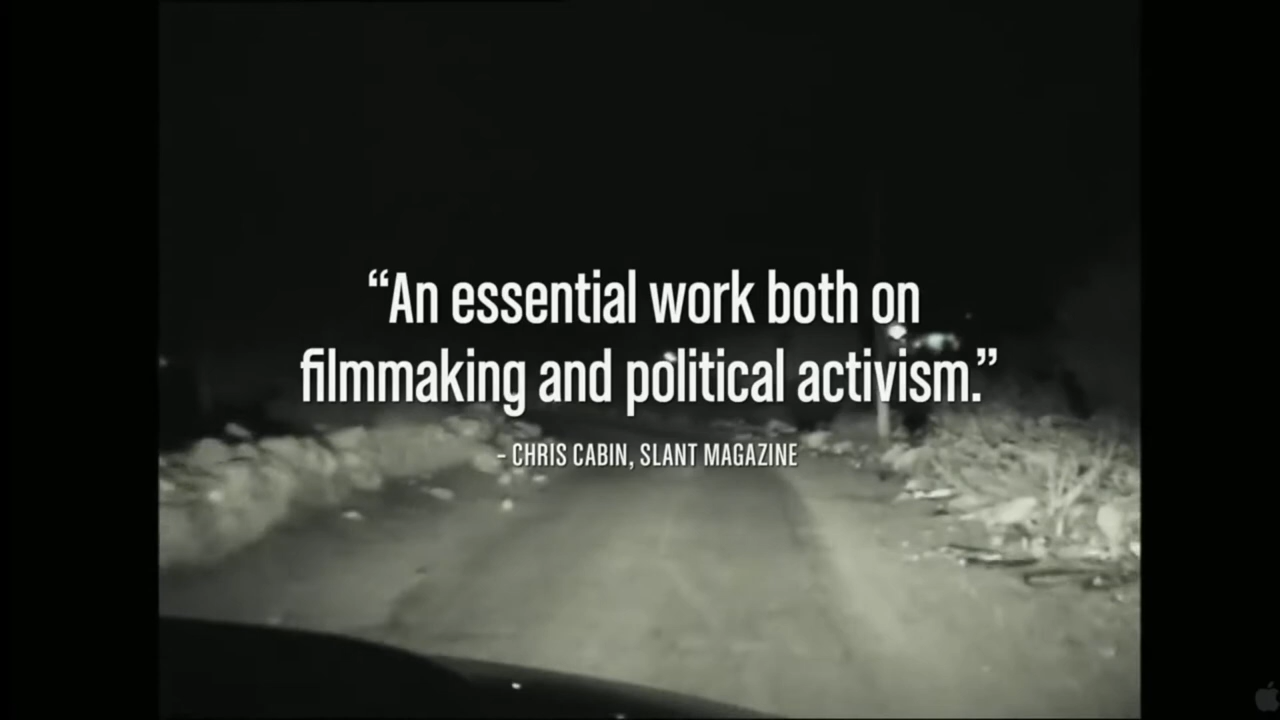 “An essential work both on
filmmaking and political activism.”
– CHRIS CABIN, SLANT MAGAZINE